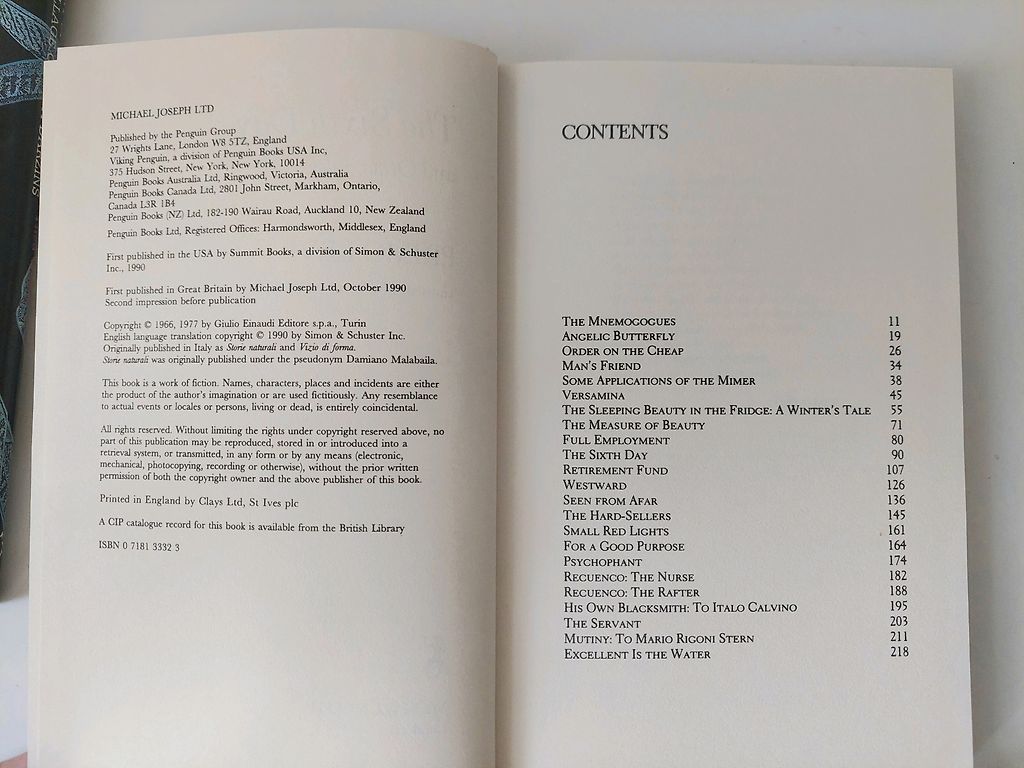 MICHAEL JOSEPH LTD
Published by the Penguin Group
27 Wrights Lane, London W8 5TZ, England
Viking Penguin, a division of Penguin Books USA Inc,
375 Hudson Street, New York, New York, 10014
Penguin Books Australia Ltd, Ringwood, Victoria, Australia
Penguin Books Canada Ltd, 2801 John Street, Markham, Ontario,
Canada L3R 1B4
Penguin Books (NZ) Ltd, 182-190 Wairau Road, Auckland 10, New Zealand
Penguin Books Ltd, Registered Offices: Harmondsworth, Middlesex, England
First published in the USA by Summit Books, a division of Simon & Schuster
Inc., 1990
First published in Great Britain by Michael Joseph Ltd, October 1990
Second impression before publication
Copyright © 1966, 1977 by Giulio Einaudi Editore s.p.a., Turin
English language translation copyright © 1990 by Simon & Schuster Inc.
Originally published in Italy as Storie naturali and Vizio di forma.
Storie naturali was originally published under the pseudonym Damiano Malabaila.
This book is a work of fiction. Names, characters, places and incidents are either
the product of the author's imagination or are used fictitiously. Any resemblance
to actual events or locales or persons, living or dead, is entirely coincidental.
All rights reserved. Without limiting the rights under copyright reserved above, no
part of this publication may be reproduced, stored in or introduced into a
retrieval system, or transmitted, in any form or by any means (electronic,
mechanical, photocopying, recording or otherwise), without the prior written
permission of both the copyright owner and the above publisher of this book.
Printed in England by Clays Ltd, St Ives plc
A CIP catalogue record for this book is available from the British Library
ISBN 0 7181 3332 3
CONTENTS
THE MNEMOGOGUES 11
ANGELIC BUTTERFLY 19
ORDER ON THE CHEAP 26
MAN'S FRIEND 34
SOME APPLICATIONS OF THE MIMER 38
VERSAMINA 45
THE SLEEPING BEAUTY IN THE FRIDGE: A WINTER'S TALE 55
THE MEASURE OF BEAUTY 71
FULL EMPLOYMENT 80
THE SIXTH DAY 90
RETIREMENT FUND 107
WESTWARD 126
SEEN FROM AFAR 136
THE HARD-SELLERS 145
SMALL RED LIGHTS 161
FOR A GOOD PURPOSE 164
PSYCHOPHANT 174
RECUENCO: THE NURSE 182
RECUENCO: THE RAFTER 188
HIS OWN BLACKSMITH: TO ITALO CALVINO 195
THE SERVANT 203
MUTINY: TO MARIO RIGONI STERN 211
EXCELLENT IS THE WATER 218